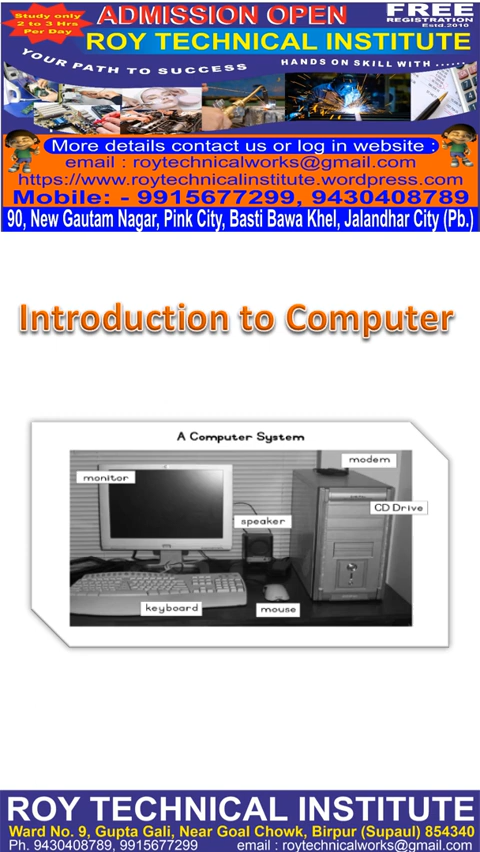 Study only
2 to 3 Hrs
Per Day
ADMISSION OPEN
FREE
REGISTRATION
Estd.2010
ROY TECHNICAL INSTITUTE
YOUR PATH TO SUCCESS
HANDS ON SKILL WITH ......
More details contact us or log in website :
email : roytechnicalworks@gmail.com
https://www.roytechnicalinstitute.wordpress.com
Mobile: - 9915677299, 9430408789
90, New Gautam Nagar, Pink City, Basti Bawa Khel, Jalandhar City (Pb.)
Introduction to Computer
A Computer System
modem
monitor
CD Drive
speaker
keyboard
mouse
ROY TECHNICAL INSTITUTE
Ward No. 9, Gupta Gali, Near Goal Chowk, Birpur (Supaul) 854340
Ph. 9430408789, 9915677299 email : roytechnicalworks@gmail.com